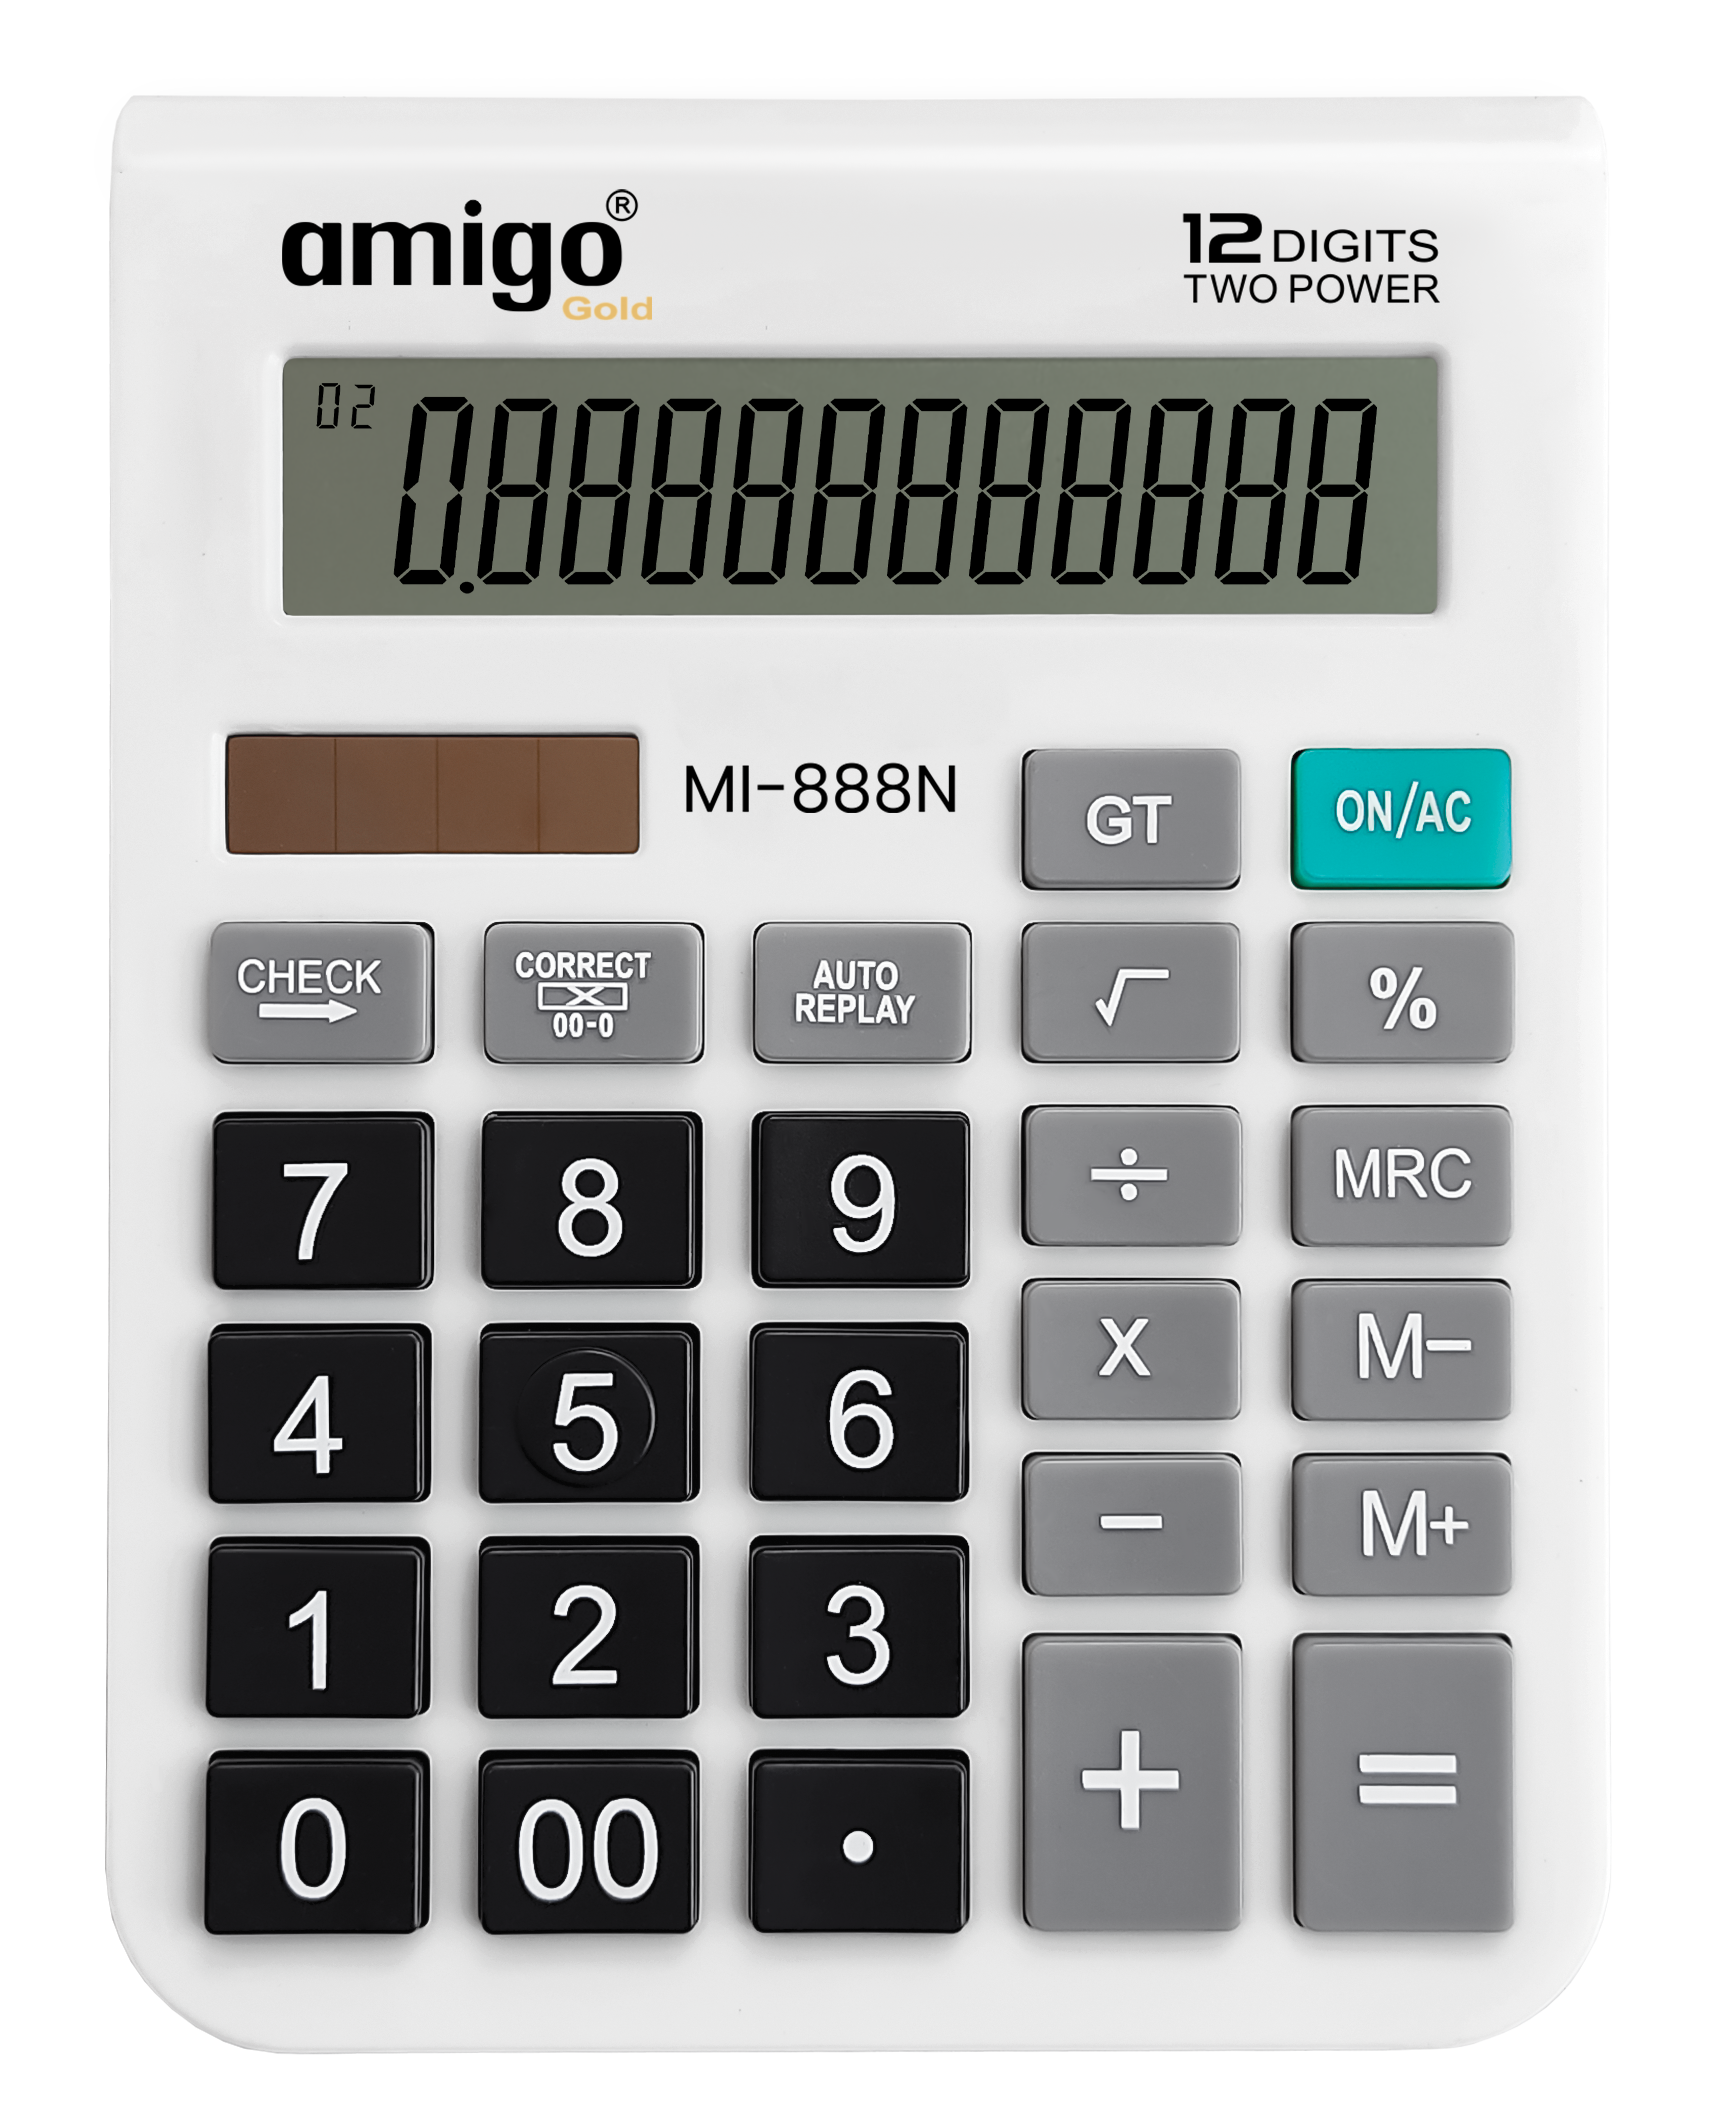 amigo®
Gold
12 DIGITS
TWO POWER
02
0.88888888888
MI-888N
GT
ON/AC
CHECK
CORRECT
00-0
AUTO
REPLAY
√
%
7
8
9
÷
MRC
4
5
6
X
M-
1
2
3
-
M+
0
00
.
+
=